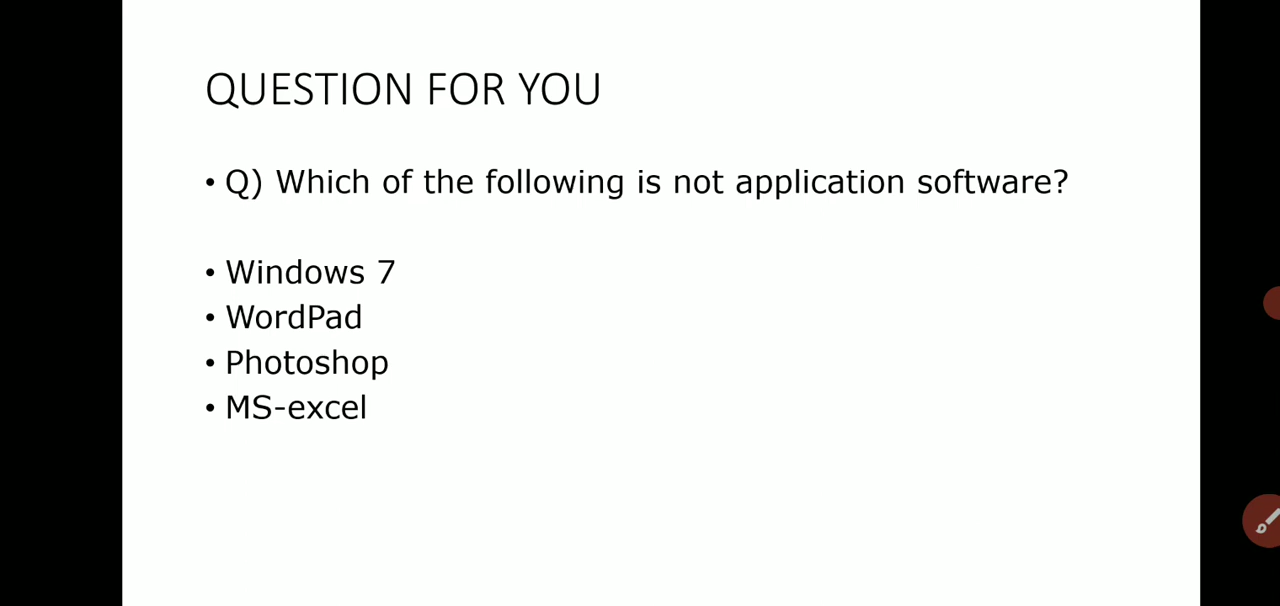 QUESTION FOR YOU
• Q) Which of the following is not application software?
• Windows 7
• WordPad
• Photoshop
• MS-excel